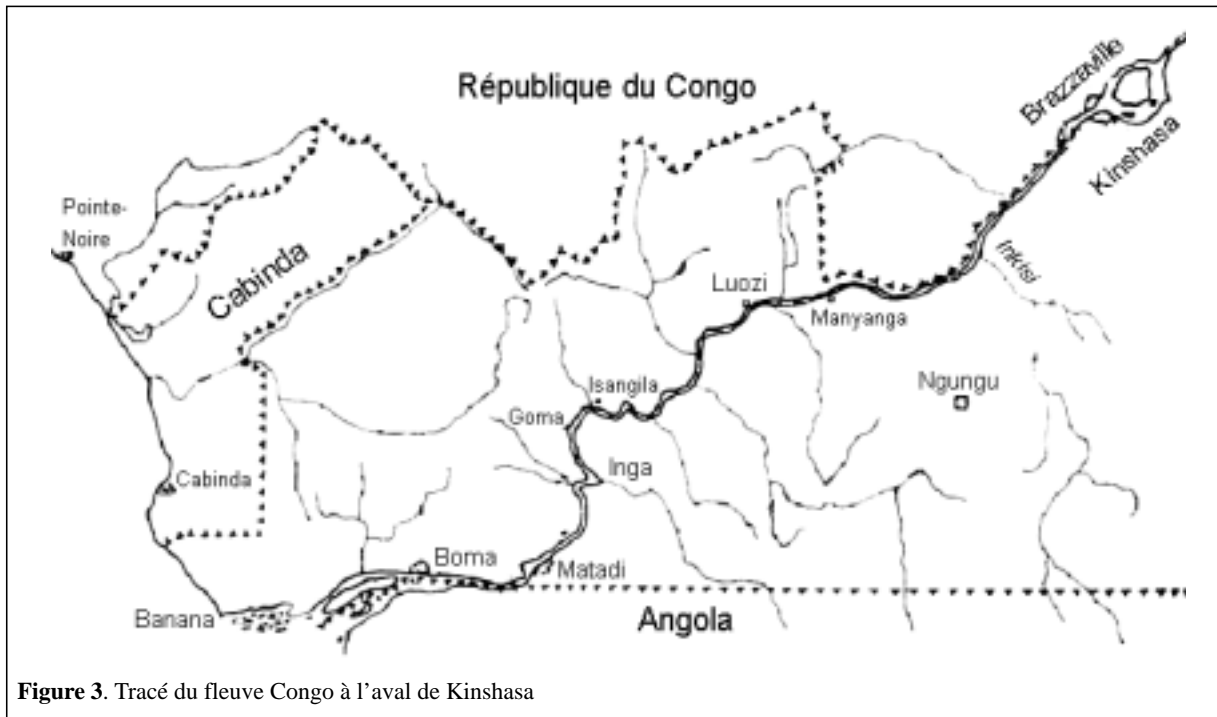 République du Congo
Brazzaville
Kinshasa
Pointe-
Noire
Cabinda
Inkisi
Luozi
Manyanga
Isangila
Ngungu
Goma
Inga
Cabinda
Boma
Matadi
Banana
Angola
Figure 3. Tracé du fleuve Congo à l’aval de Kinshasa